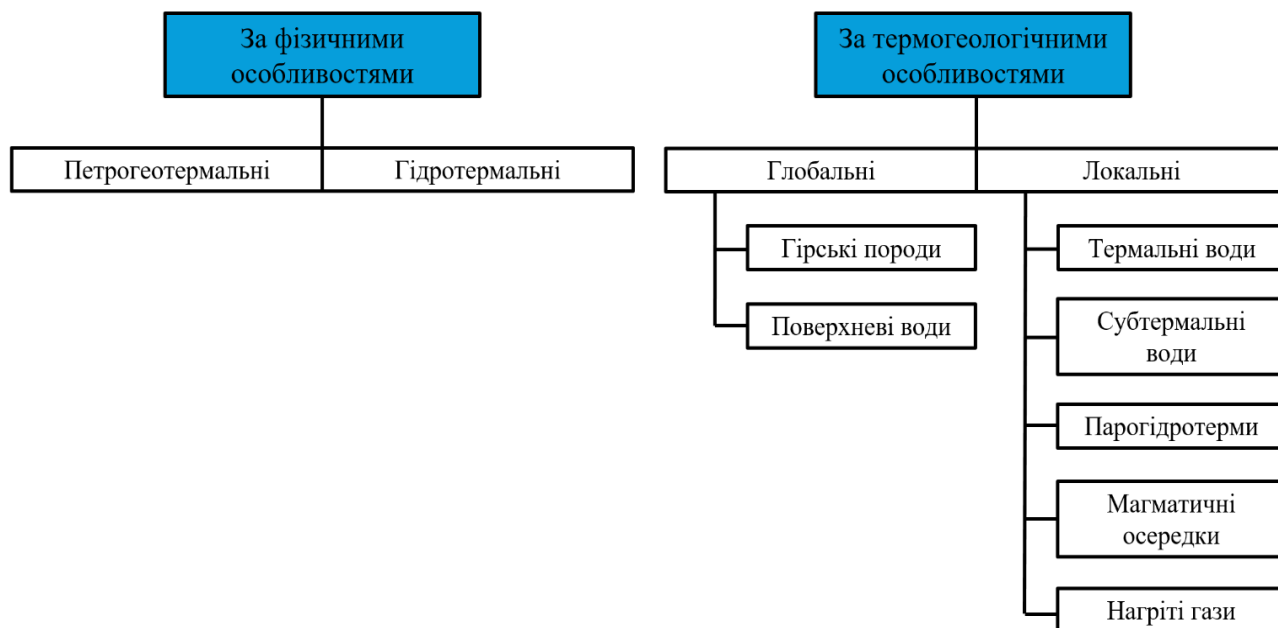 За фізичними
особливостями
Петрогеотермальні
Гідротермальні
За термогеологічними
особливостями
Глобальні
Локальні
Гірські породи
Поверхневі води
Термальні води
Субтермальні
води
Парогідротерми
Магматичні
осередки
Нагріті гази